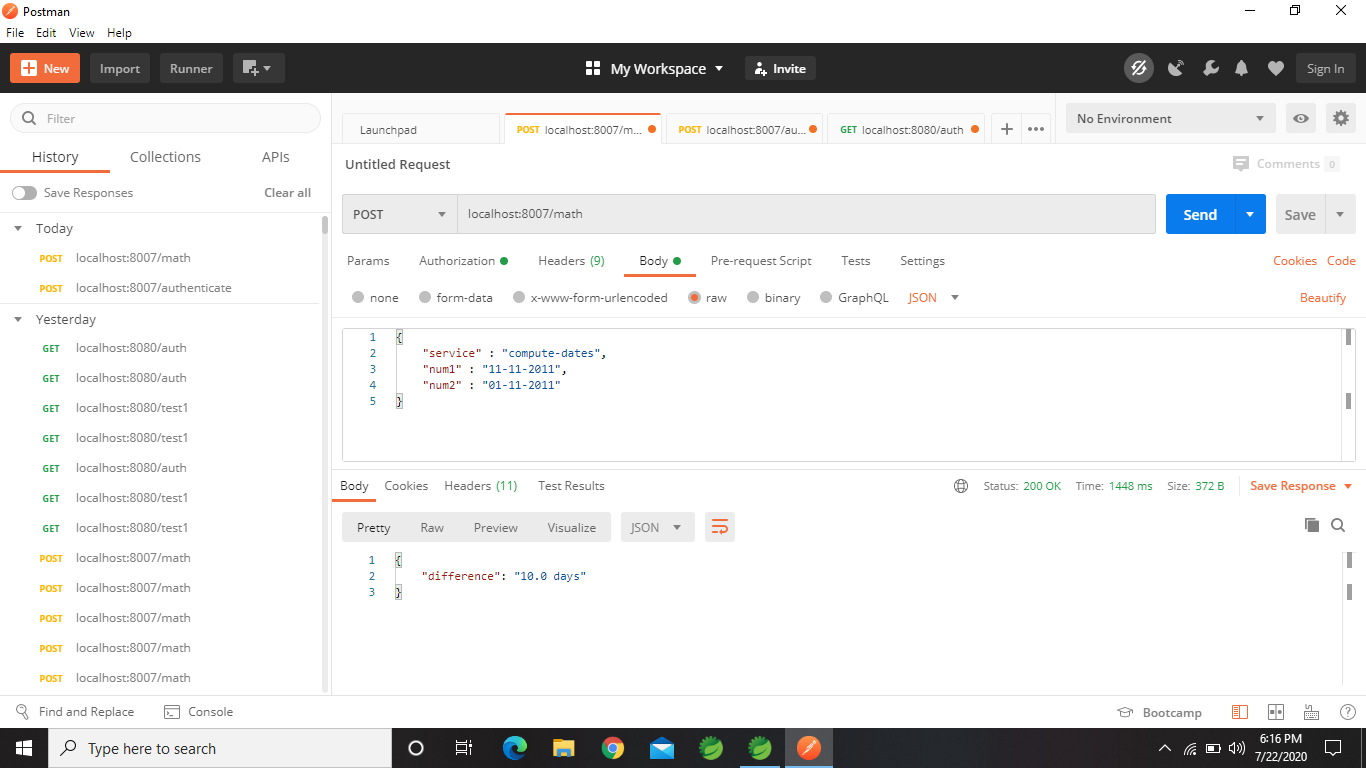 Postman
File Edit View Help
New Import Runner My Workspace Invite Sign In
Filter
History Collections APIs
Save Responses Clear all
Today
POST localhost:8007/math
POST localhost:8007/authenticate
Yesterday
GET localhost:8080/auth
GET localhost:8080/auth
GET localhost:8080/test1
GET localhost:8080/test1
GET localhost:8080/auth
GET localhost:8080/test1
GET localhost:8080/test1
POST localhost:8007/math
POST localhost:8007/math
POST localhost:8007/math
POST localhost:8007/math
POST localhost:8007/math
Launchpad POST localhost:8007/m... POST localhost:8007/au... GET localhost:8080/auth + ••• No Environment
Untitled Request Comments 0
POST localhost:8007/math Send Save
Params Authorization Headers (9) Body Pre-request Script Tests Settings Cookies Code
none form-data x-www-form-urlencoded raw binary GraphQL JSON Beautify
1 {
2 "service" : "compute-dates",
3 "num1" : "11-11-2011",
4 "num2" : "01-11-2011"
5 }
Body Cookies Headers (11) Test Results Status: 200 OK Time: 1448 ms Size: 372 B Save Response
Pretty Raw Preview Visualize JSON
1 {
2 "difference": "10.0 days"
3 }
Find and Replace Console Bootcamp
Type here to search
6:16 PM
7/22/2020